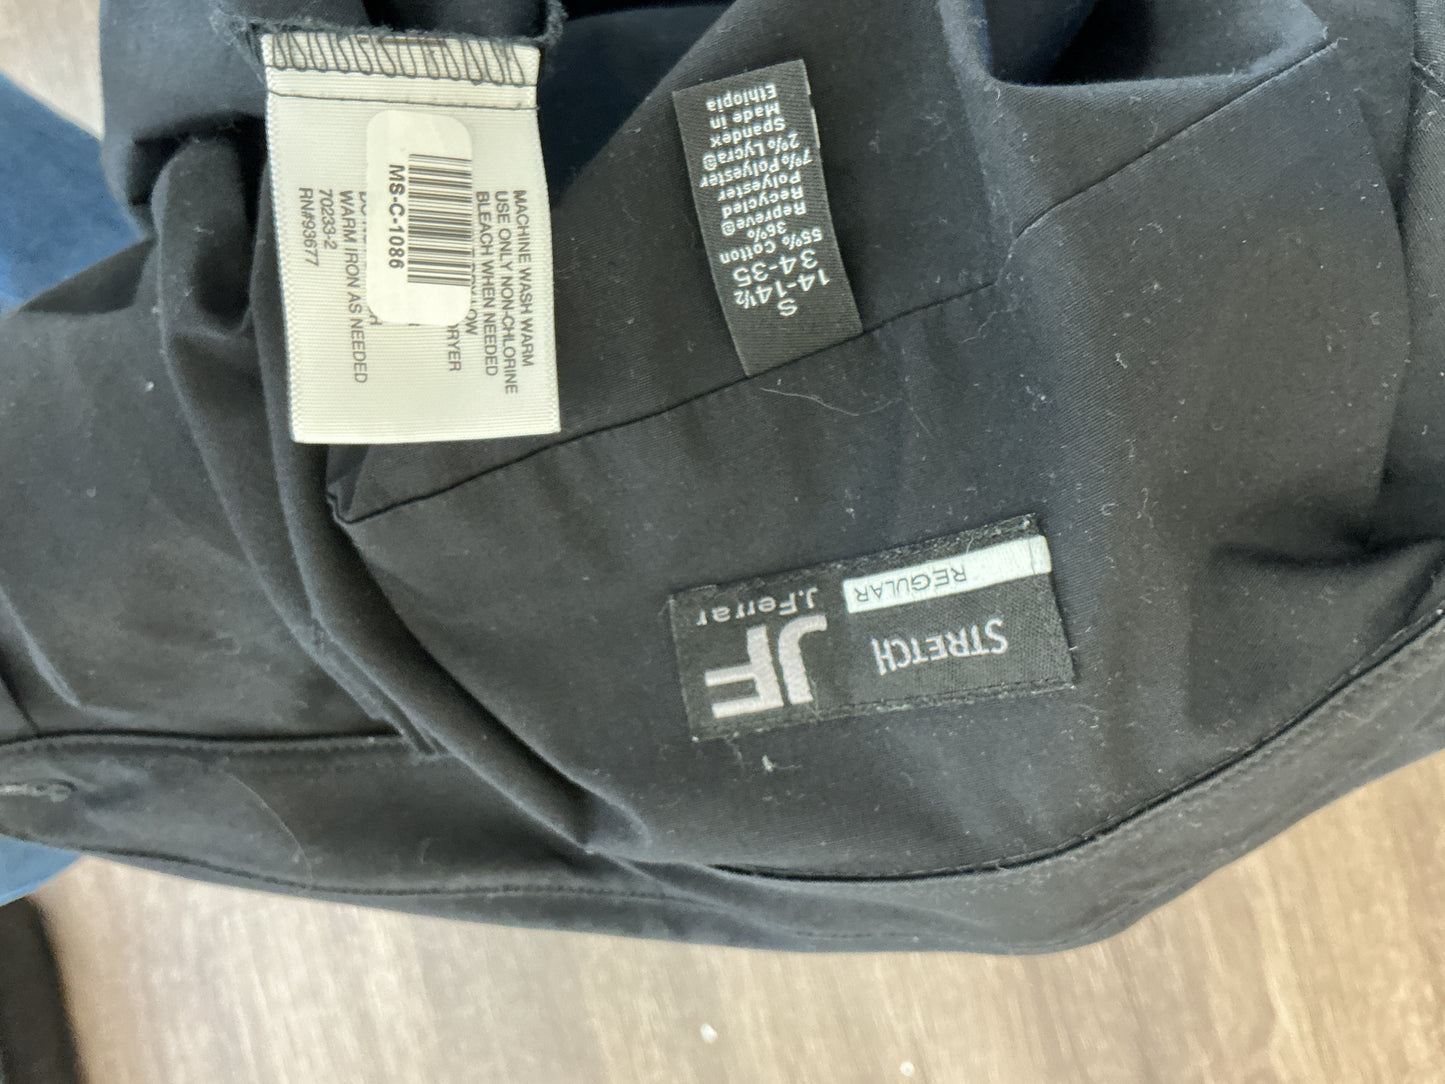 MACHINE WASH WARM
USE ONLY NON-CHLORINE
BLEACH WHEN NEEDED
DRYER
WARM IRON AS NEEDED
70233-2
RN#93677
MS-C-1086
S
14-14½
34-35
55% Cotton
36%
Repreve®
Recycled
Polyester
7% Polyester
2% Lycra®
Spandex
Made in
Ethiopia
JF
J.Ferrar
STRETCH
REGULAR